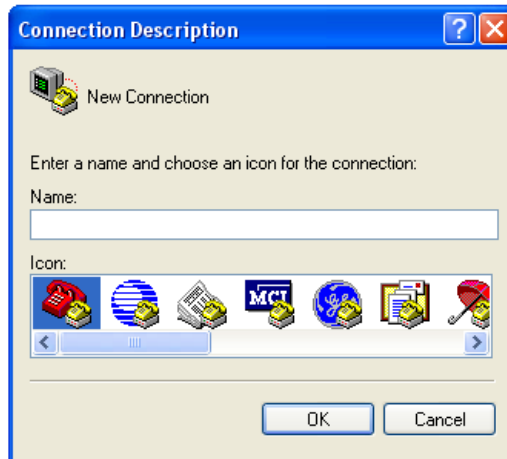 Connection Description
New Connection
Enter a name and choose an icon for the connection:
Name:
Icon:
MCI
OK
Cancel